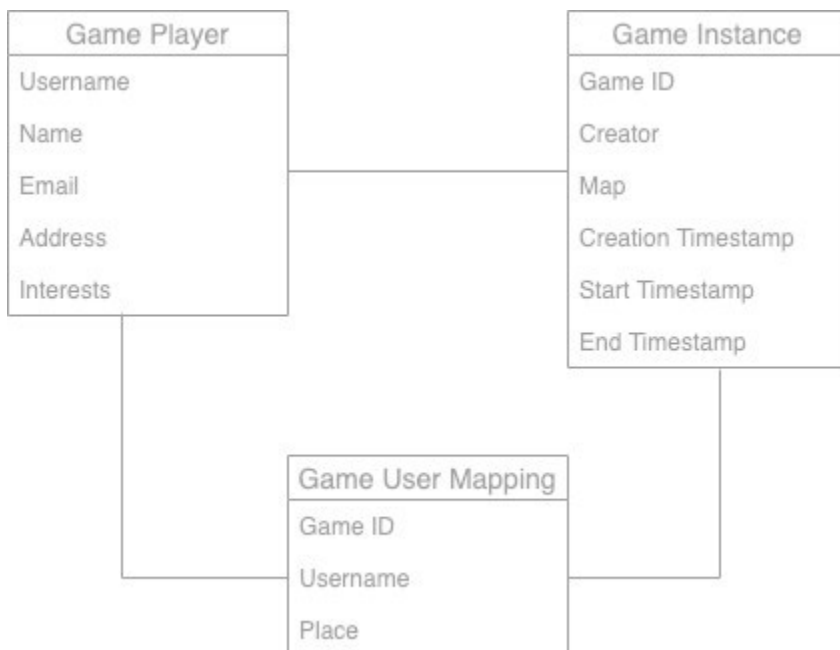 Game Player
Username
Name
Email
Address
Interests
Game Instance
Game ID
Creator
Map
Creation Timestamp
Start Timestamp
End Timestamp
Game User Mapping
Game ID
Username
Place